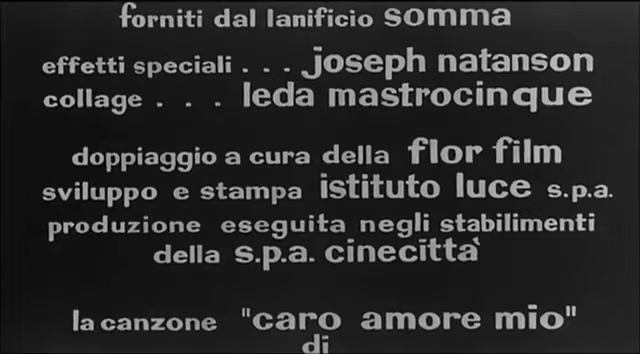 forniti dal lanificio somma
effetti speciali . . . joseph natanson
collage . . . leda mastrocinque
doppiaggio a cura della flor film
sviluppo e stampa istituto luce s.p.a.
produzione eseguita negli stabilimenti
della s.p.a. cinecittà
la canzone "caro amore mio"
di